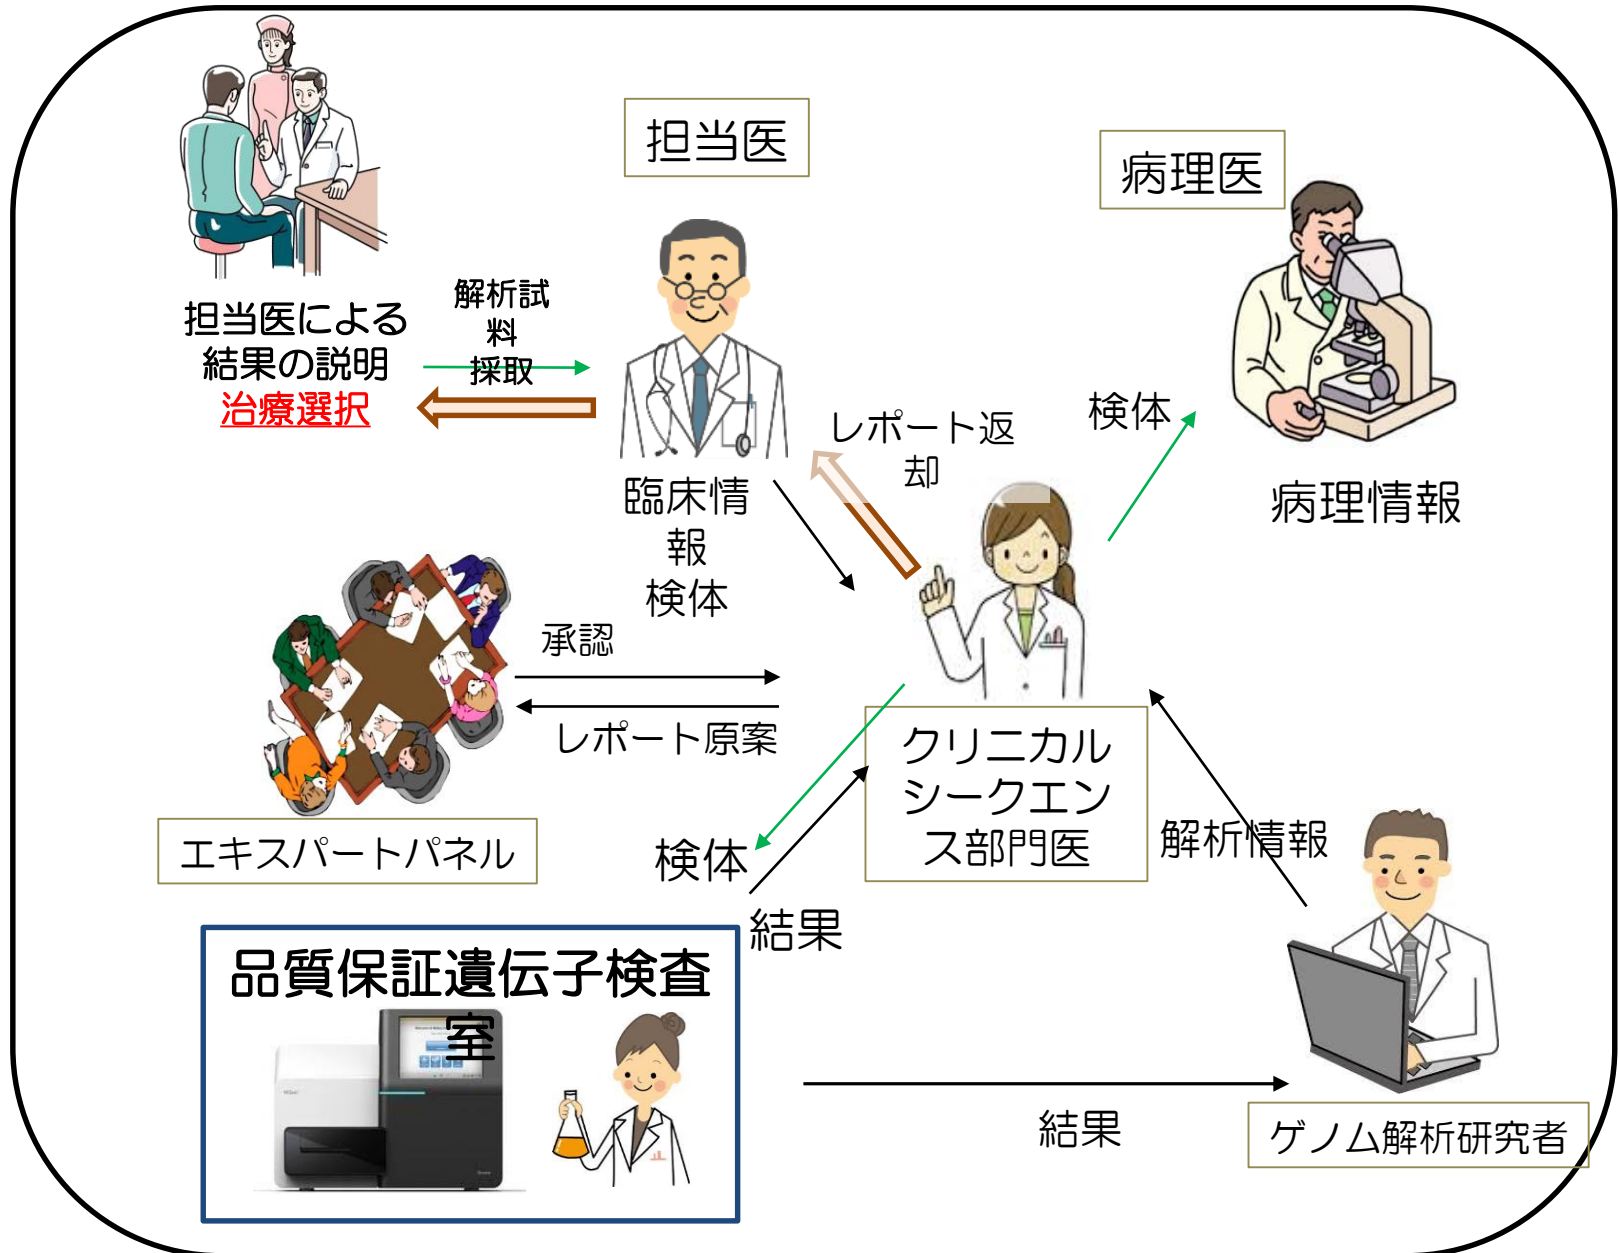 担当医
病理医
担当医による
結果の説明
治療選択
解析試
料
採取
レポート返
却
検体
臨床情
報
検体
病理情報
承認
レポート原案
エキスパートパネル
クリニカル
シークエン
ス部門医
検体
結果
解析情報
品質保証遺伝子検査
室
結果
ゲノム解析研究者